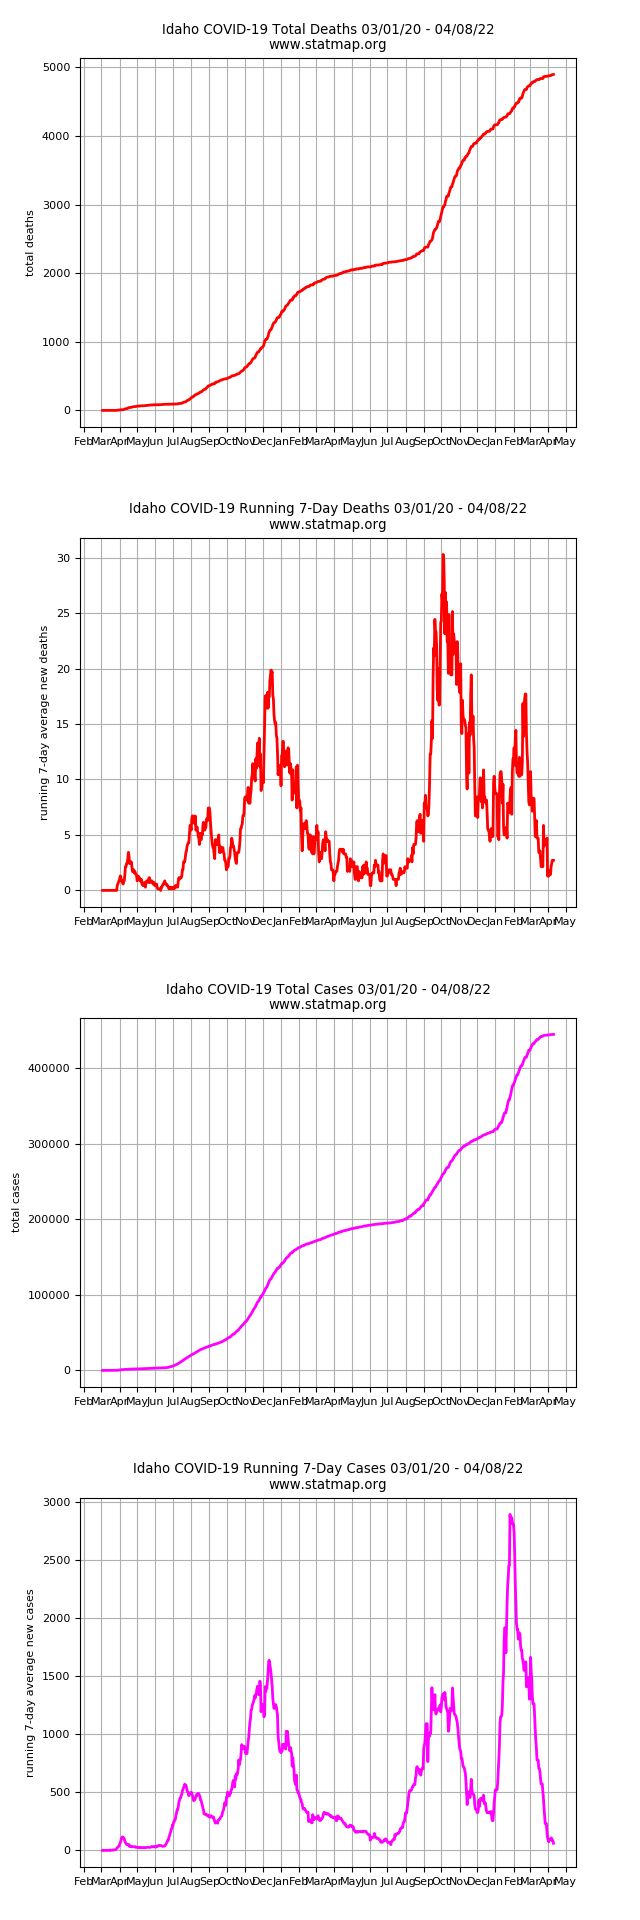 Idaho COVID-19 Total Deaths 03/01/20 - 04/08/22
www.statmap.org
5000
4000
3000
2000
1000
0
total deaths
Feb Mar Apr May Jun Jul Aug Sep Oct Nov Dec Jan Feb Mar Apr May Jun Jul Aug Sep Oct Nov Dec Jan Feb Mar Apr May
Idaho COVID-19 Running 7-Day Deaths 03/01/20 - 04/08/22
www.statmap.org
30
25
20
15
10
5
0
running 7-day average new deaths
Feb Mar Apr May Jun Jul Aug Sep Oct Nov Dec Jan Feb Mar Apr May Jun Jul Aug Sep Oct Nov Dec Jan Feb Mar Apr May
Idaho COVID-19 Total Cases 03/01/20 - 04/08/22
www.statmap.org
400000
300000
200000
100000
0
total cases
Feb Mar Apr May Jun Jul Aug Sep Oct Nov Dec Jan Feb Mar Apr May Jun Jul Aug Sep Oct Nov Dec Jan Feb Mar Apr May
Idaho COVID-19 Running 7-Day Cases 03/01/20 - 04/08/22
www.statmap.org
3000
2500
2000
1500
1000
500
0
running 7-day average new cases
Feb Mar Apr May Jun Jul Aug Sep Oct Nov Dec Jan Feb Mar Apr May Jun Jul Aug Sep Oct Nov Dec Jan Feb Mar Apr May